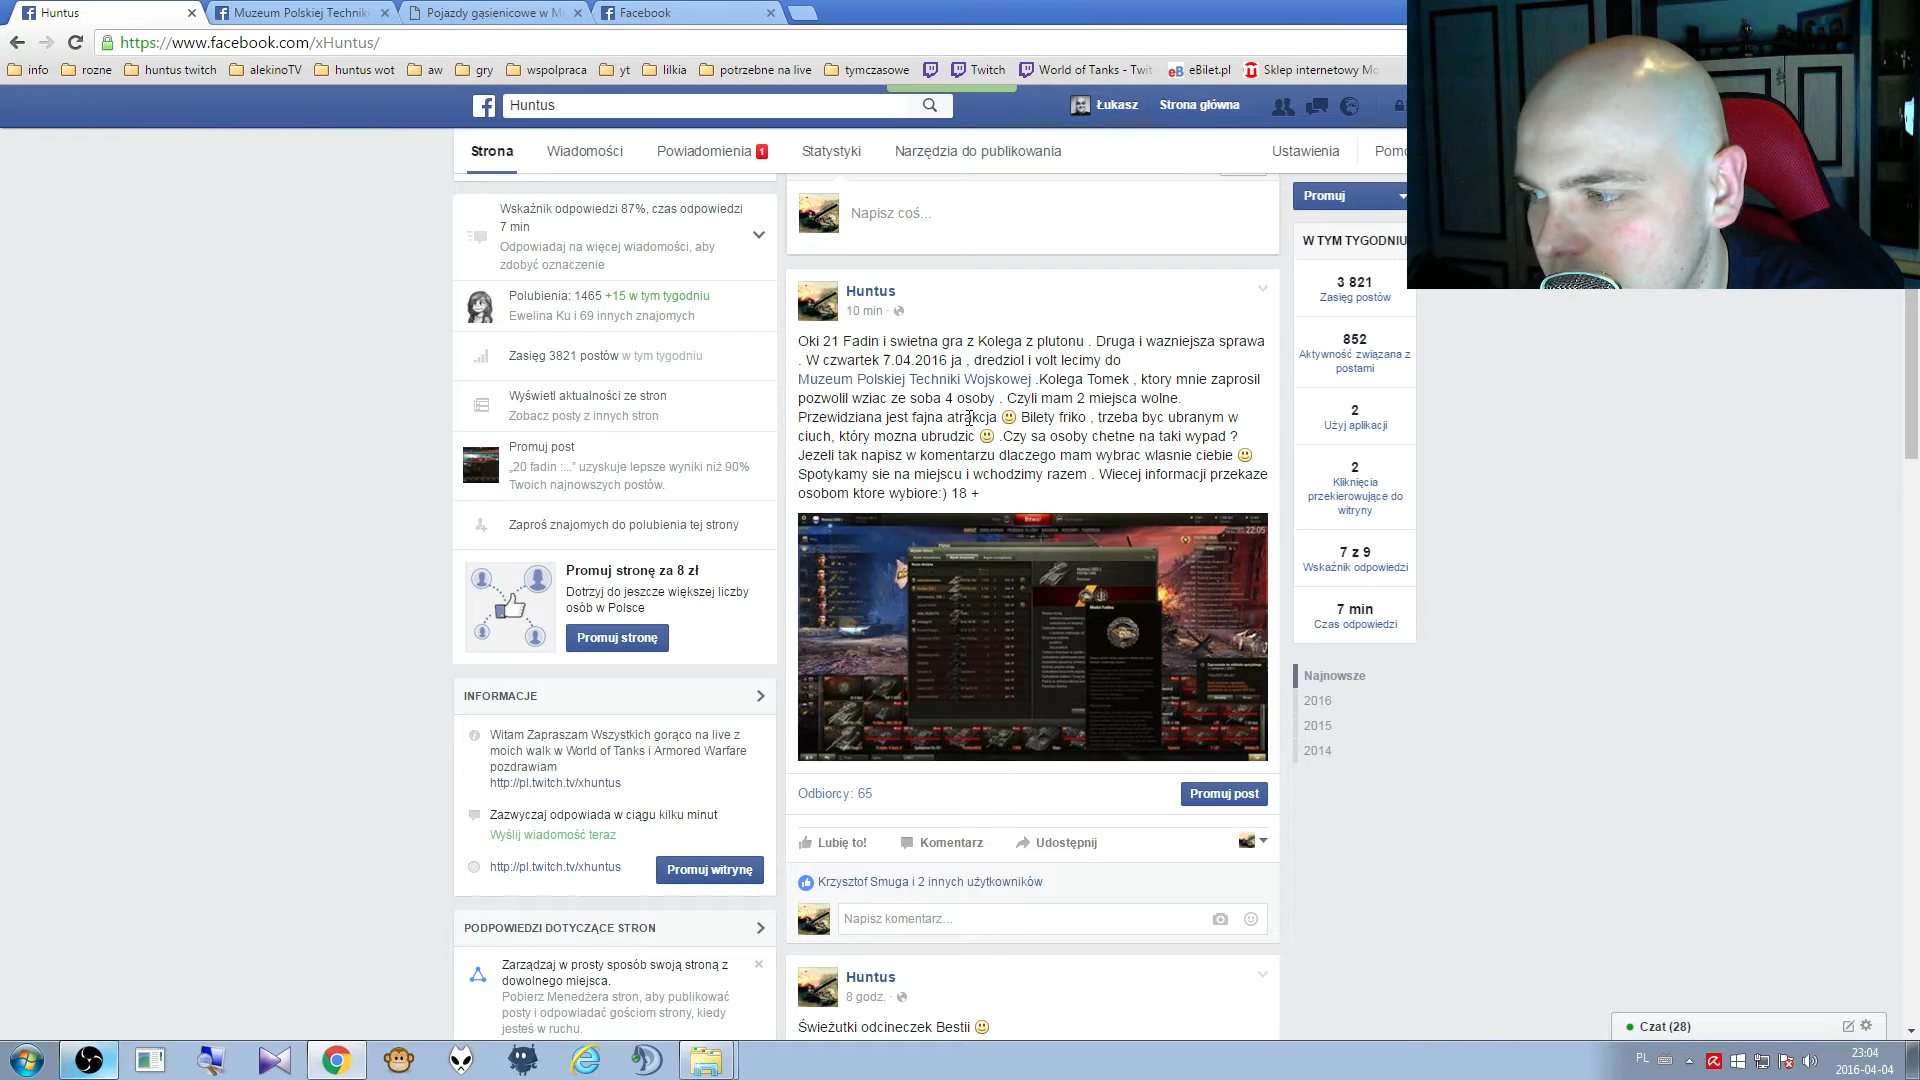 Huntus
Muzeum Polskiej Techniki
Pojazdy gąsienicowe w M
Facebook
https://www.facebook.com/xHuntus/
info
rozne
huntus twitch
alekinoTV
huntus wot
aw
gry
wspolpraca
yt
lilkia
potrzebne na live
tymczasowe
Twitch
World of Tanks - Twit
eBilet.pl
Sklep internetowy Mo
Huntus
Łukasz
Strona główna
Strona
Wiadomości
Powiadomienia 1
Statystyki
Narzędzia do publikowania
Ustawienia
Pomo
Wskaźnik odpowiedzi 87%, czas odpowiedzi
7 min
Odpowiadaj na więcej wiadomości, aby
zdobyć oznaczenie
Polubienia: 1465 +15 w tym tygodniu
Ewelina Ku i 69 innych znajomych
Zasięg 3821 postów w tym tygodniu
Wyświetl aktualności ze stron
Zobacz posty z innych stron
Promuj post
„20 fadin :...” uzyskuje lepsze wyniki niż 90%
Twoich najnowszych postów.
Zaproś znajomych do polubienia tej strony
Promuj stronę za 8 zł
Dotrzyj do jeszcze większej liczby
osób w Polsce
Promuj stronę
INFORMACJE
Witam Zapraszam Wszystkich gorąco na live z
moich walk w World of Tanks i Armored Warfare
pozdrawiam
http://pl.twitch.tv/xhuntus
Zazwyczaj odpowiada w ciągu kilku minut
Wyślij wiadomość teraz
http://pl.twitch.tv/xhuntus
Promuj witrynę
PODPOWIEDZI DOTYCZĄCE STRON
Zarządzaj w prosty sposób swoją stroną z
dowolnego miejsca.
Pobierz Menedżera stron, aby publikować
posty i odpowiadać gościom strony, kiedy
jesteś w ruchu.
Napisz coś...
Huntus
10 min
Oki 21 Fadin i swietna gra z Kolega z plutonu . Druga i wazniejsza sprawa
. W czwartek 7.04.2016 ja , dredziol i volt lecimy do
Muzeum Polskiej Techniki Wojskowej .Kolega Tomek , ktory mnie zaprosil
pozwolil wziac ze soba 4 osoby . Czyli mam 2 miejsca wolne.
Przewidziana jest fajna atrakcja Bilety friko , trzeba byc ubranym w
ciuch, który mozna ubrudzic .Czy sa osoby chetne na taki wypad ?
Jezeli tak napisz w komentarzu dlaczego mam wybrac wlasnie ciebie
Spotykamy sie na miejscu i wchodzimy razem . Wiecej informacji przekaze
osobom ktore wybiore:) 18 +
22:05
Odbiorcy: 65
Promuj post
Lubię to!
Komentarz
Udostępnij
Krzysztof Smuga i 2 innych użytkowników
Napisz komentarz...
Huntus
8 godz.
Świeżutki odcineczek Bestii
Promuj
W TYM TYGODNIU
3 821
Zasięg postów
852
Aktywność związana z
postami
2
Użyj aplikacji
2
Kliknięcia
przekierowujące do
witryny
7 z 9
Wskaźnik odpowiedzi
7 min
Czas odpowiedzi
Najnowsze
2016
2015
2014
Czat (28)
PL
23:04
2016-04-04